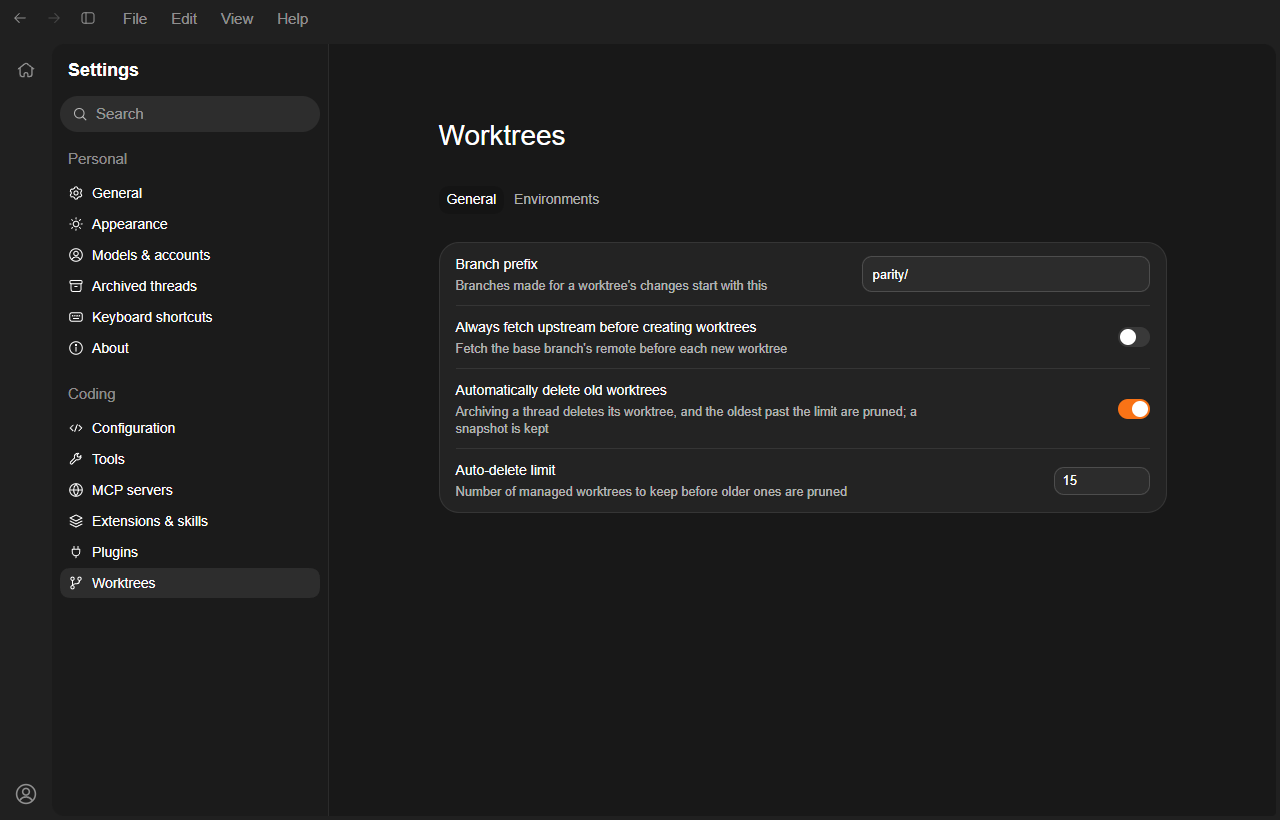 File Edit View Help
Settings
Search
Personal
General
Appearance
Models & accounts
Archived threads
Keyboard shortcuts
About
Coding
Configuration
Tools
MCP servers
Extensions & skills
Plugins
Worktrees
Worktrees
General Environments
Branch prefix
Branches made for a worktree's changes start with this
parity/
Always fetch upstream before creating worktrees
Fetch the base branch's remote before each new worktree
Automatically delete old worktrees
Archiving a thread deletes its worktree, and the oldest past the limit are pruned; a
snapshot is kept
Auto-delete limit
Number of managed worktrees to keep before older ones are pruned
15